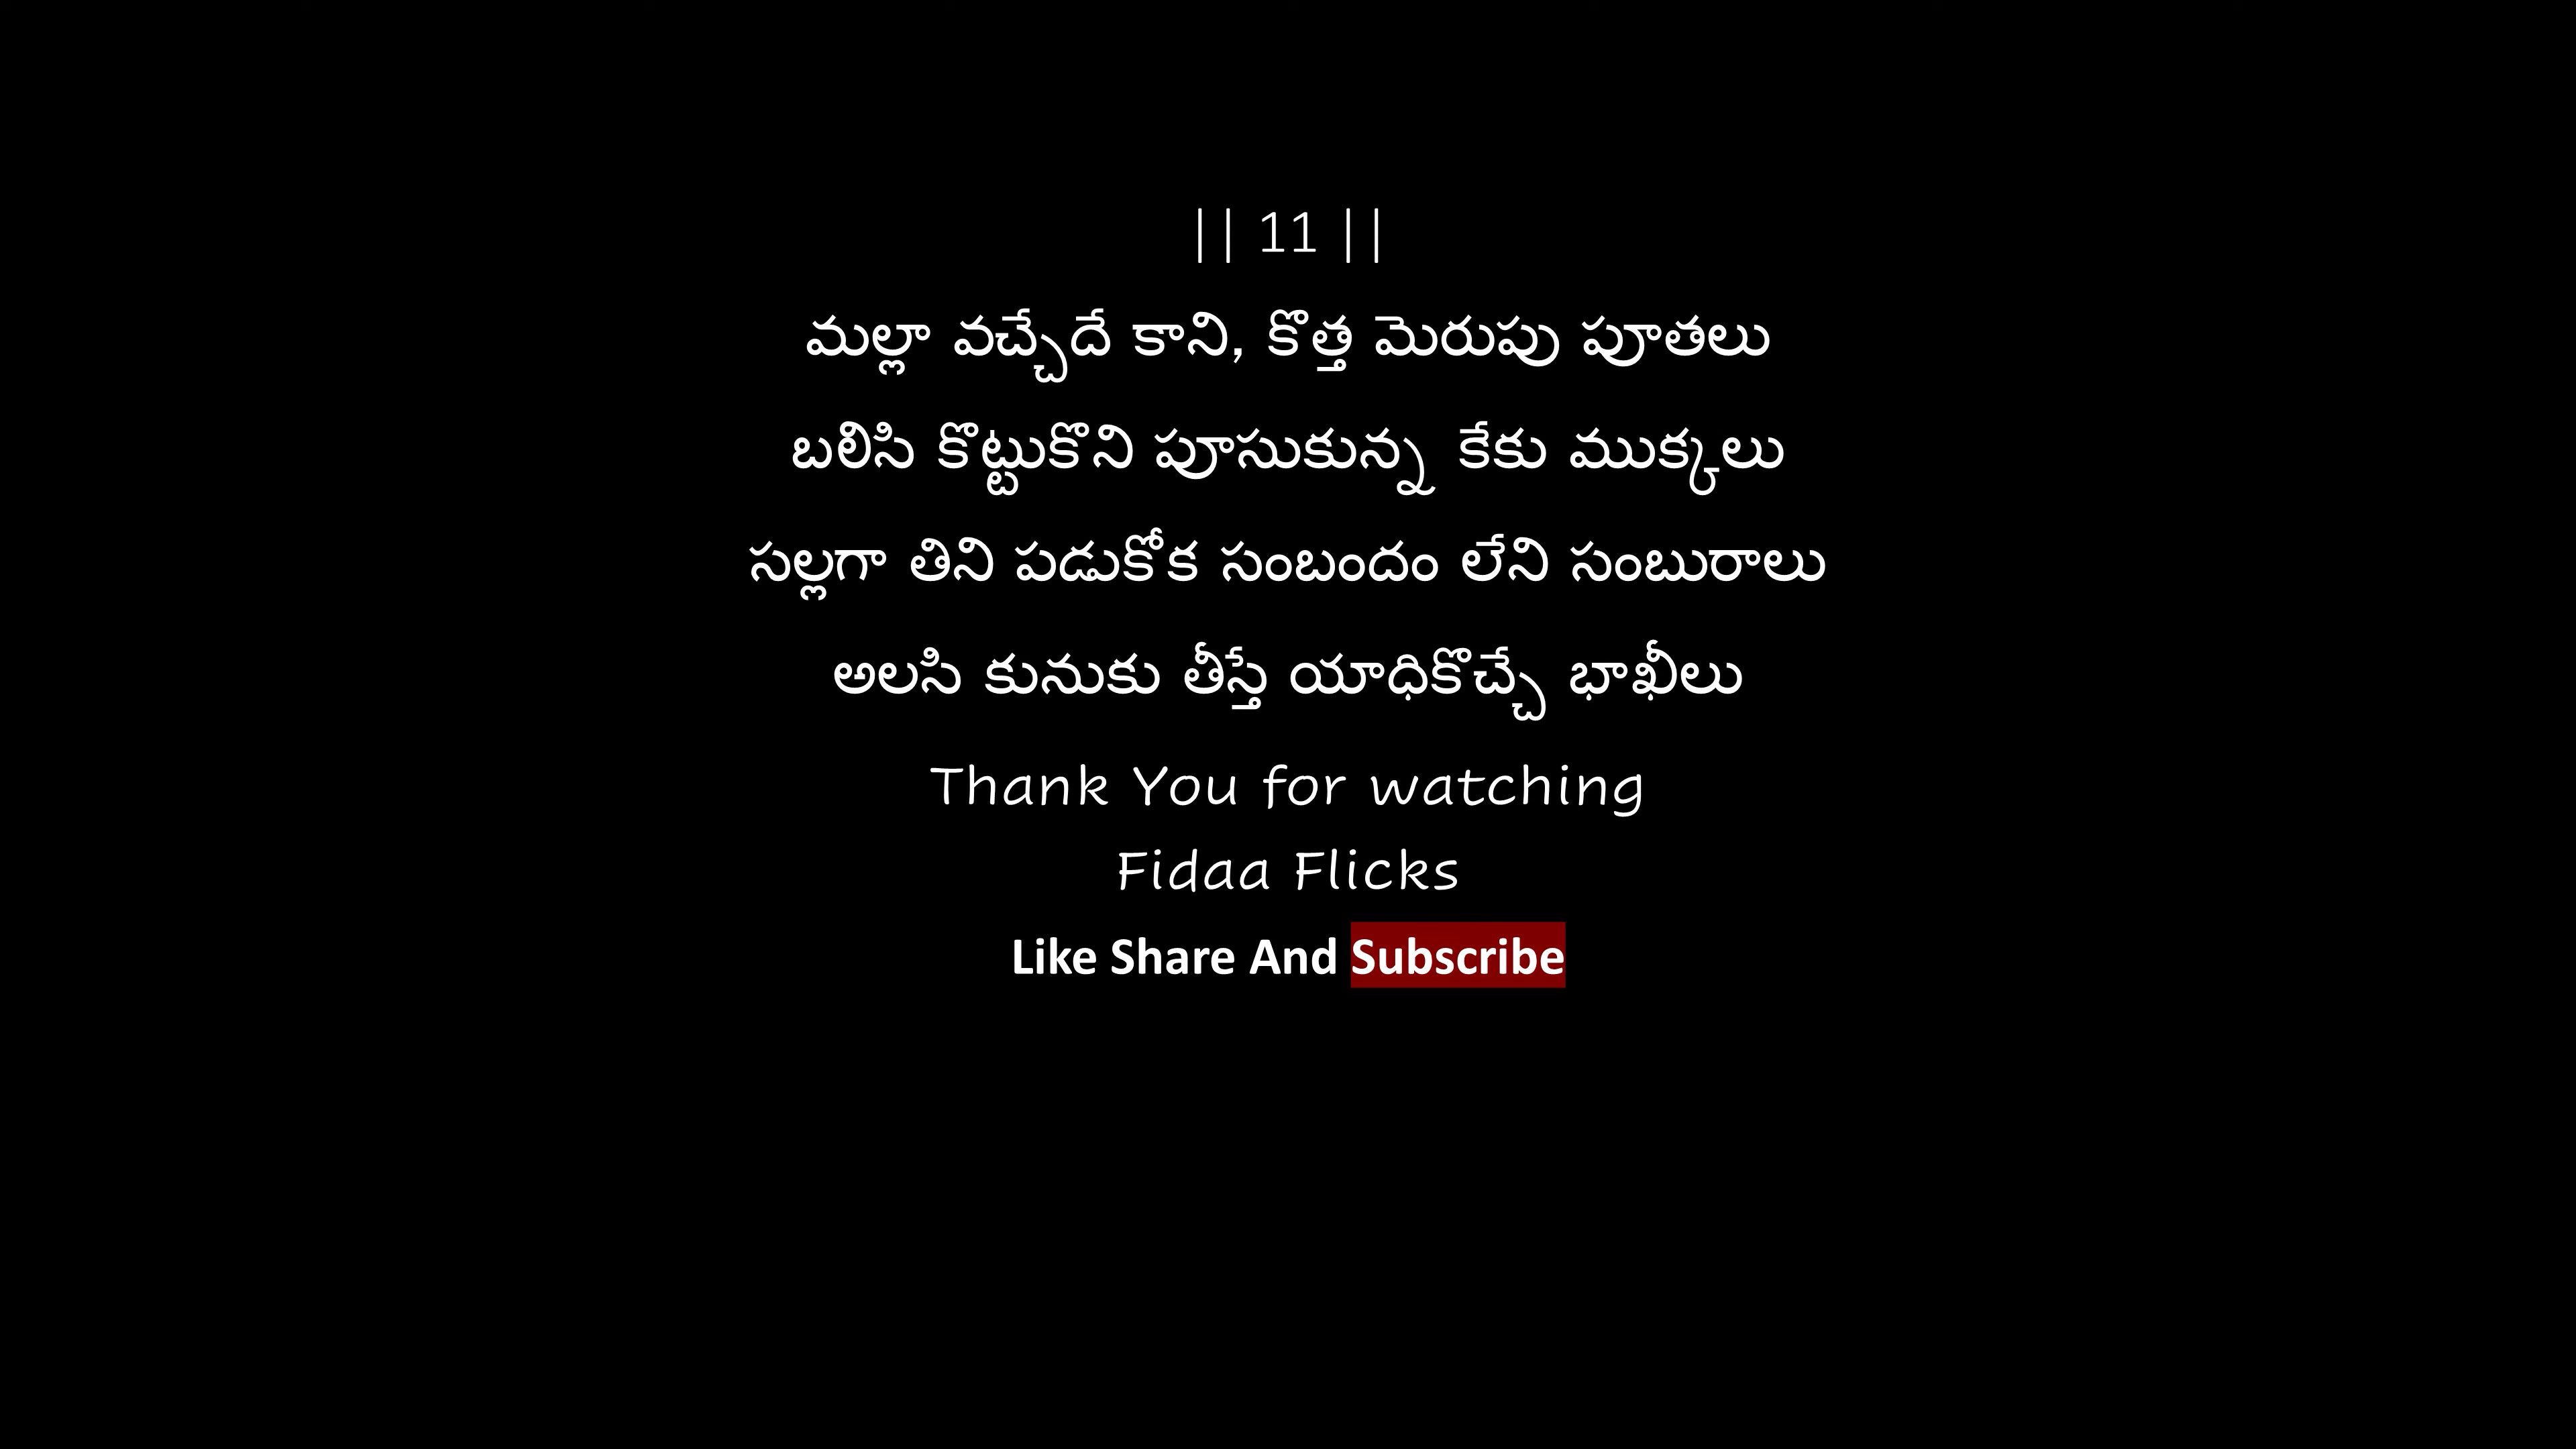 || 11 ||
మల్లా వచ్చేదే కాని, కొత్త మెరుపు పూతలు
బలిసి కొట్టుకొని పూసుకున్న కేకు ముక్కలు
సల్లగా తిని పడుకోక సంబందం లేని సంబురాలు
అలసి కునుకు తీస్తే యాధికొచ్చే భాఖీలు
Thank You for watching
Fidaa Flicks
Like Share And Subscribe